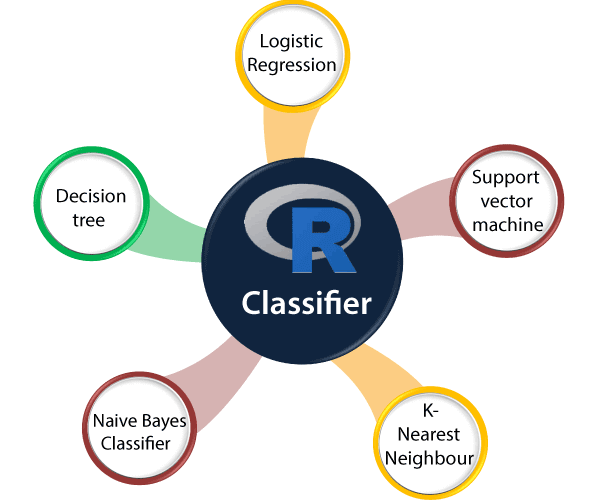 Logistic
Regression
Decision
tree
Support
vector
machine
R
Classifier
Naive Bayes
Classifier
K-
Nearest
Neighbour